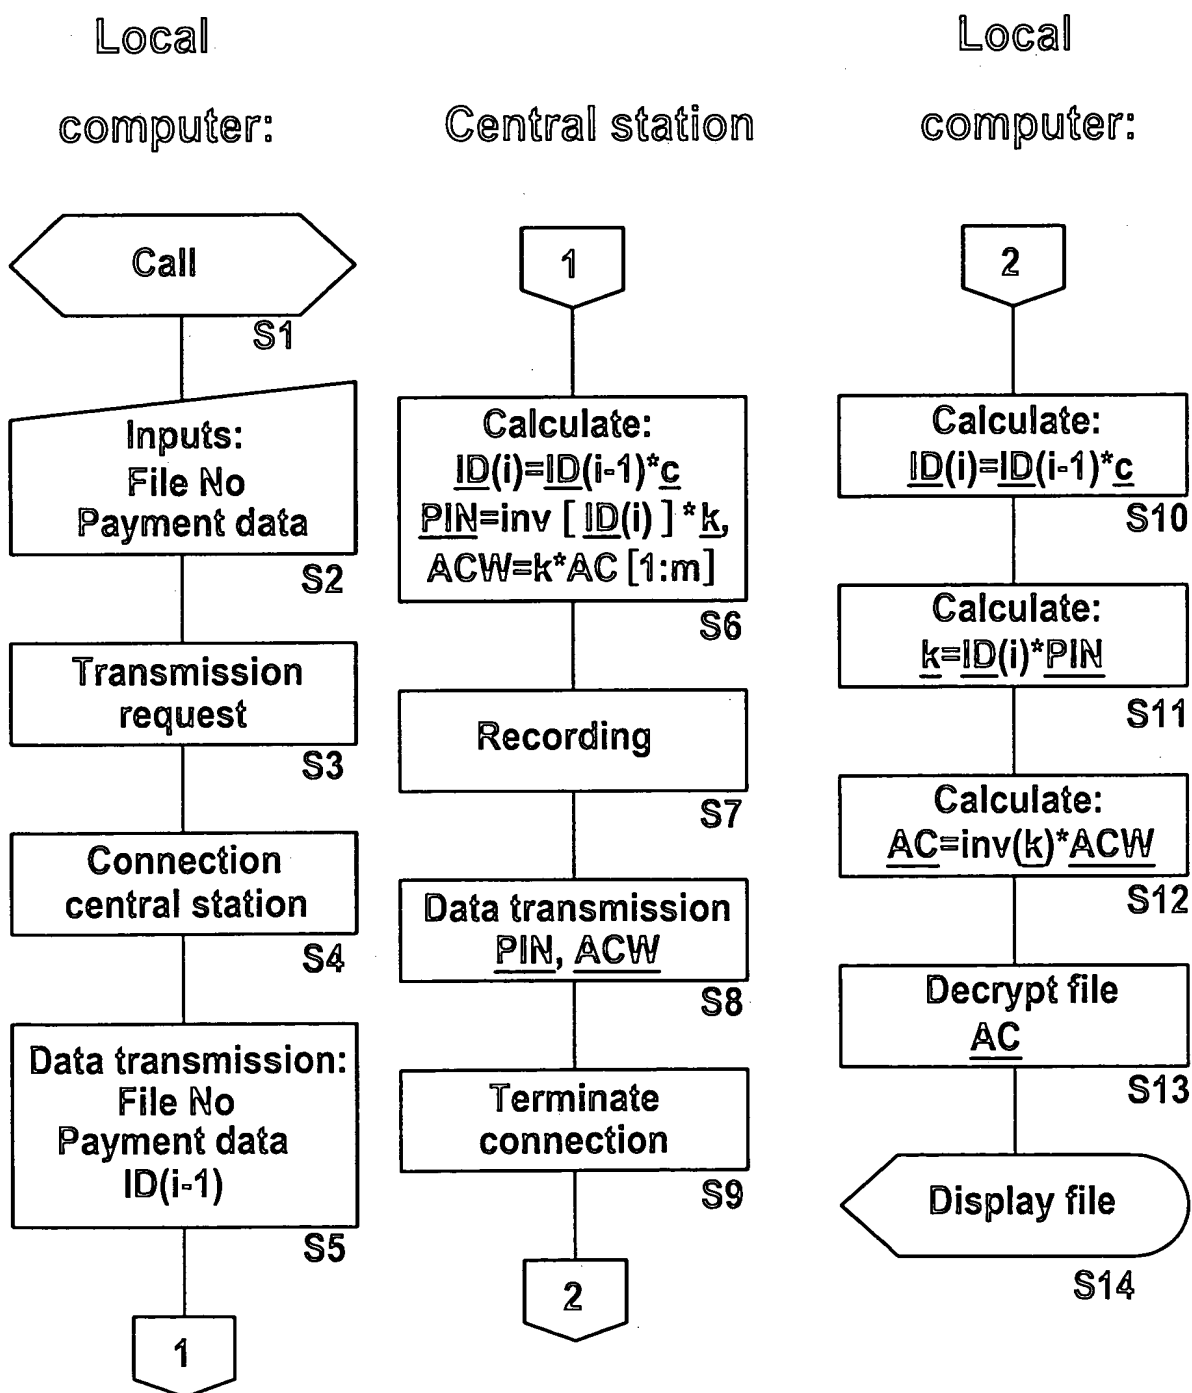 Local
computer:
Call
S1
Inputs:
File No
Payment data
S2
Transmission
request
S3
Connection
central station
S4
Data transmission:
File No
Payment data
ID(i-1)
S5
1
Central station
1
Calculate:
ID(i)=ID(i-1)*c
PIN=inv [ ID(i) ] *k,
ACW=k*AC [1:m]
S6
Recording
S7
Data transmission
PIN, ACW
S8
Terminate
connection
S9
2
Local
computer:
2
Calculate:
ID(i)=ID(i-1)*c
S10
Calculate:
k=ID(i)*PIN
S11
Calculate:
AC=inv(k)*ACW
S12
Decrypt file
AC
S13
Display file
S14